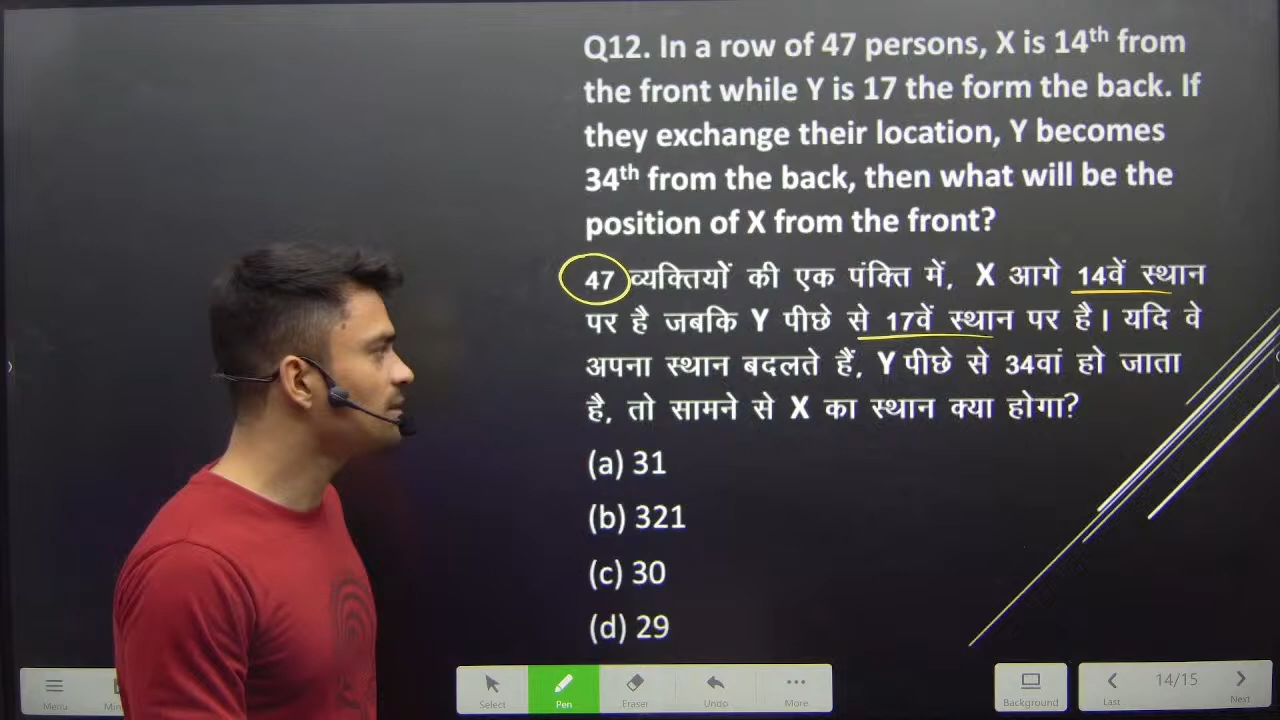 Q12. In a row of 47 persons, X is 14th from
the front while Y is 17 the form the back. If
they exchange their location, Y becomes
34th from the back, then what will be the
position of X from the front?
47 व्यक्तियों की एक पंक्ति में, X आगे 14वें स्थान
पर है जबकि Y पीछे से 17वें स्थान पर है। यदि वे
अपना स्थान बदलते हैं, Y पीछे से 34वां हो जाता
है, तो सामने से X का स्थान क्या होगा?
(a) 31
(b) 321
(c) 30
(d) 29
Menu
Select Pen Eraser Undo More Background Last 14/15 Next